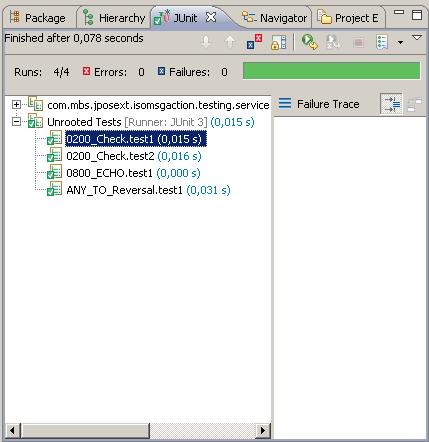 Package Hierarchy JUnit Navigator Project E
Finished after 0,078 seconds
Runs: 4/4 Errors: 0 Failures: 0
com.mbs.jposext.isomsgaction.testing.service
Failure Trace
Unrooted Tests [Runner: JUnit 3] (0,015 s)
0200_Check.test1 (0,015 s)
0200_Check.test2 (0,016 s)
0800_ECHO.test1 (0,000 s)
ANY_TO_Reversal.test1 (0,031 s)